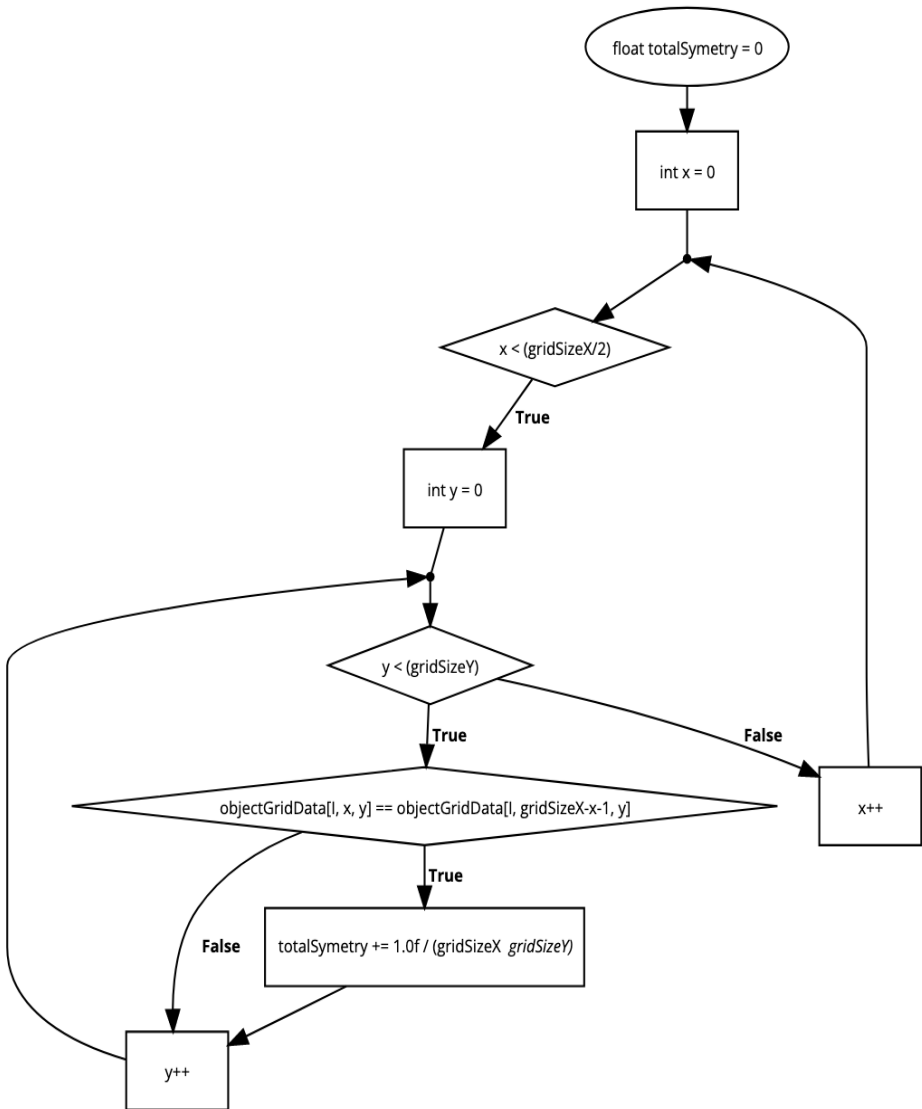 float totalSymetry = 0
int x = 0
x < (gridSizeX/2)
True
int y = 0
y < (gridSizeY)
True
False
objectGridData[I, x, y] == objectGridData[I, gridSizeX-x-1, y]
x++
True
False
totalSymetry += 1.0f / (gridSizeX gridSizeY)
y++